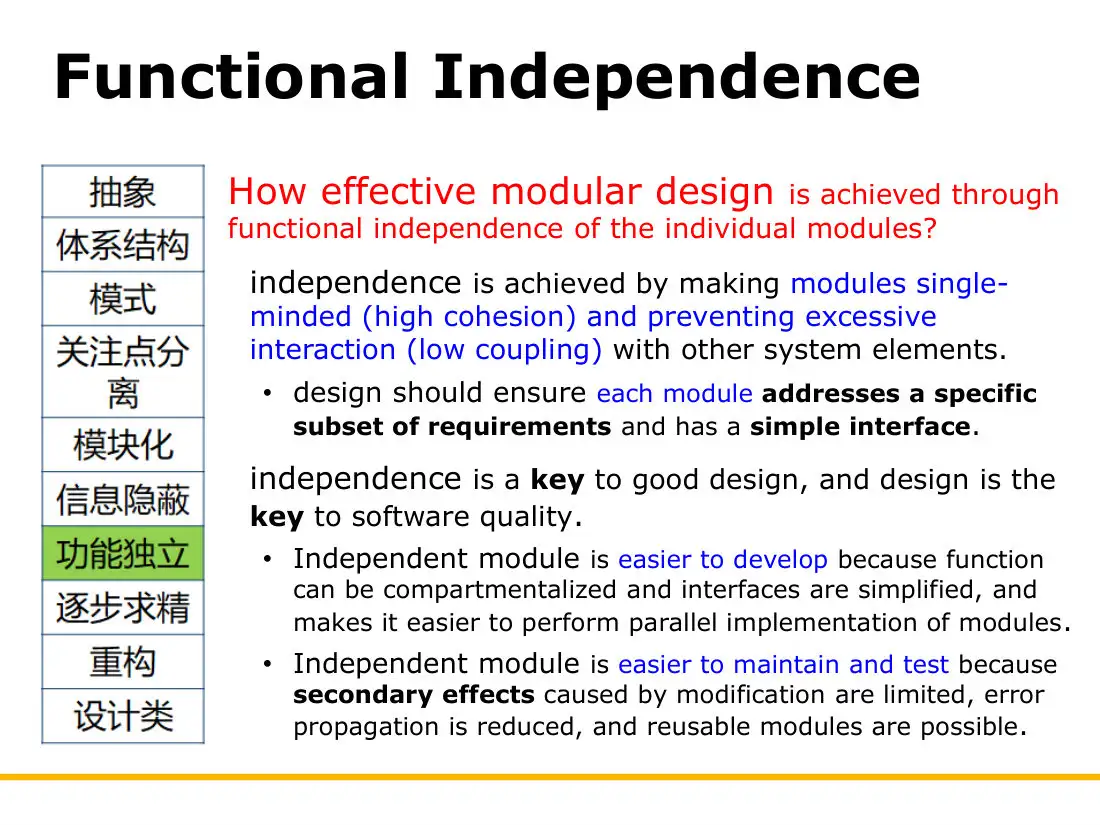 Functional Independence
抽象
体系结构
模式
关注点分
离
模块化
信息隐蔽
功能独立
逐步求精
重构
设计类
How effective modular design is achieved through
functional independence of the individual modules?
independence is achieved by making modules single-
minded (high cohesion) and preventing excessive
interaction (low coupling) with other system elements.
• design should ensure each module addresses a specific
subset of requirements and has a simple interface.
independence is a key to good design, and design is the
key to software quality.
• Independent module is easier to develop because function
can be compartmentalized and interfaces are simplified, and
makes it easier to perform parallel implementation of modules.
• Independent module is easier to maintain and test because
secondary effects caused by modification are limited, error
propagation is reduced, and reusable modules are possible.